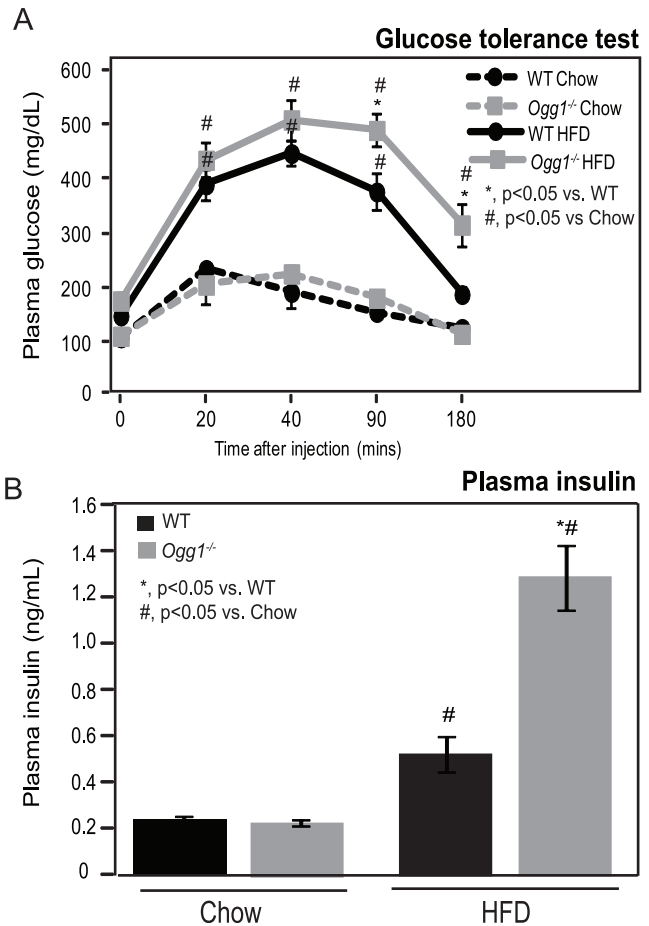 A
Glucose tolerance test
Plasma glucose (mg/dL)
600
500
400
300
200
100
0
0 20 40 90 180
Time after injection (mins)
WT Chow
Ogg1-/- Chow
WT HFD
Ogg1-/- HFD
*, p<0.05 vs. WT
#, p<0.05 vs Chow
#
#
#
#
#
*
#
#
*
B
Plasma insulin
Plasma insulin (ng/mL)
1.6
1.4
1.2
1.0
0.8
0.6
0.4
0.2
0
WT
Ogg1-/-
*, p<0.05 vs. WT
#, p<0.05 vs. Chow
#
*#
Chow HFD